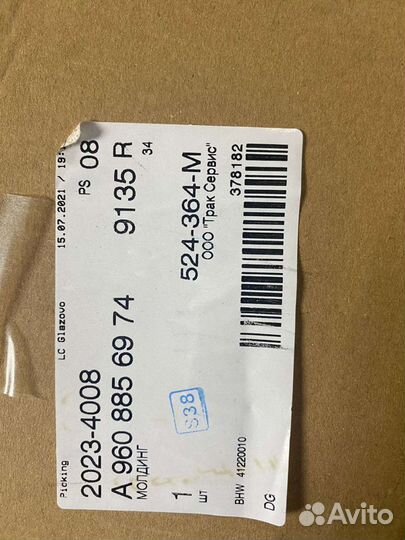 Picking LC Glazovo 15.07.2021 / 19:
2023-4008 PS 08
A 960 885 69 74 9135 R
МОЛДИНГ 34
1 ШТ 524-364-М
ООО "Трак Сервис"
378182
BHW 41220010
DG
S38
Avito